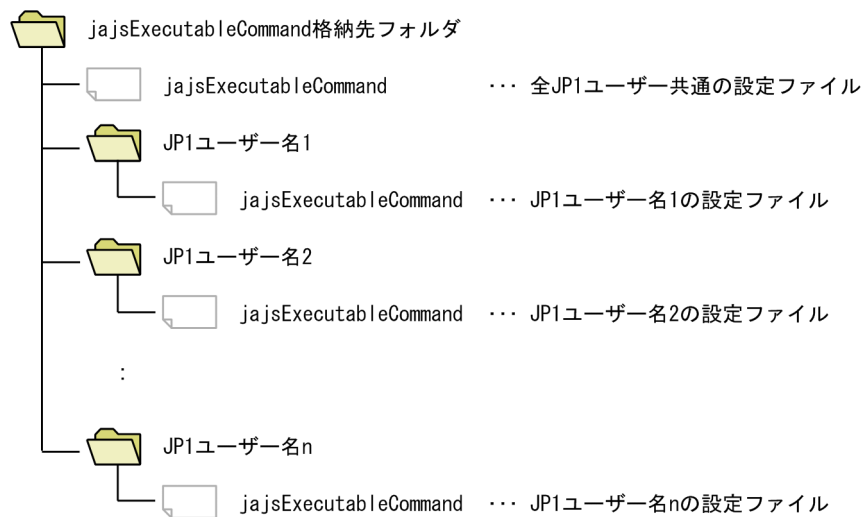 jajsExecutableCommand格納先フォルダ
jajsExecutableCommand ･･･ 全JP1ユーザー共通の設定ファイル
JP1ユーザー名1
jajsExecutableCommand ･･･ JP1ユーザー名1の設定ファイル
JP1ユーザー名2
jajsExecutableCommand ･･･ JP1ユーザー名2の設定ファイル
:
JP1ユーザー名n
jajsExecutableCommand ･･･ JP1ユーザー名nの設定ファイル